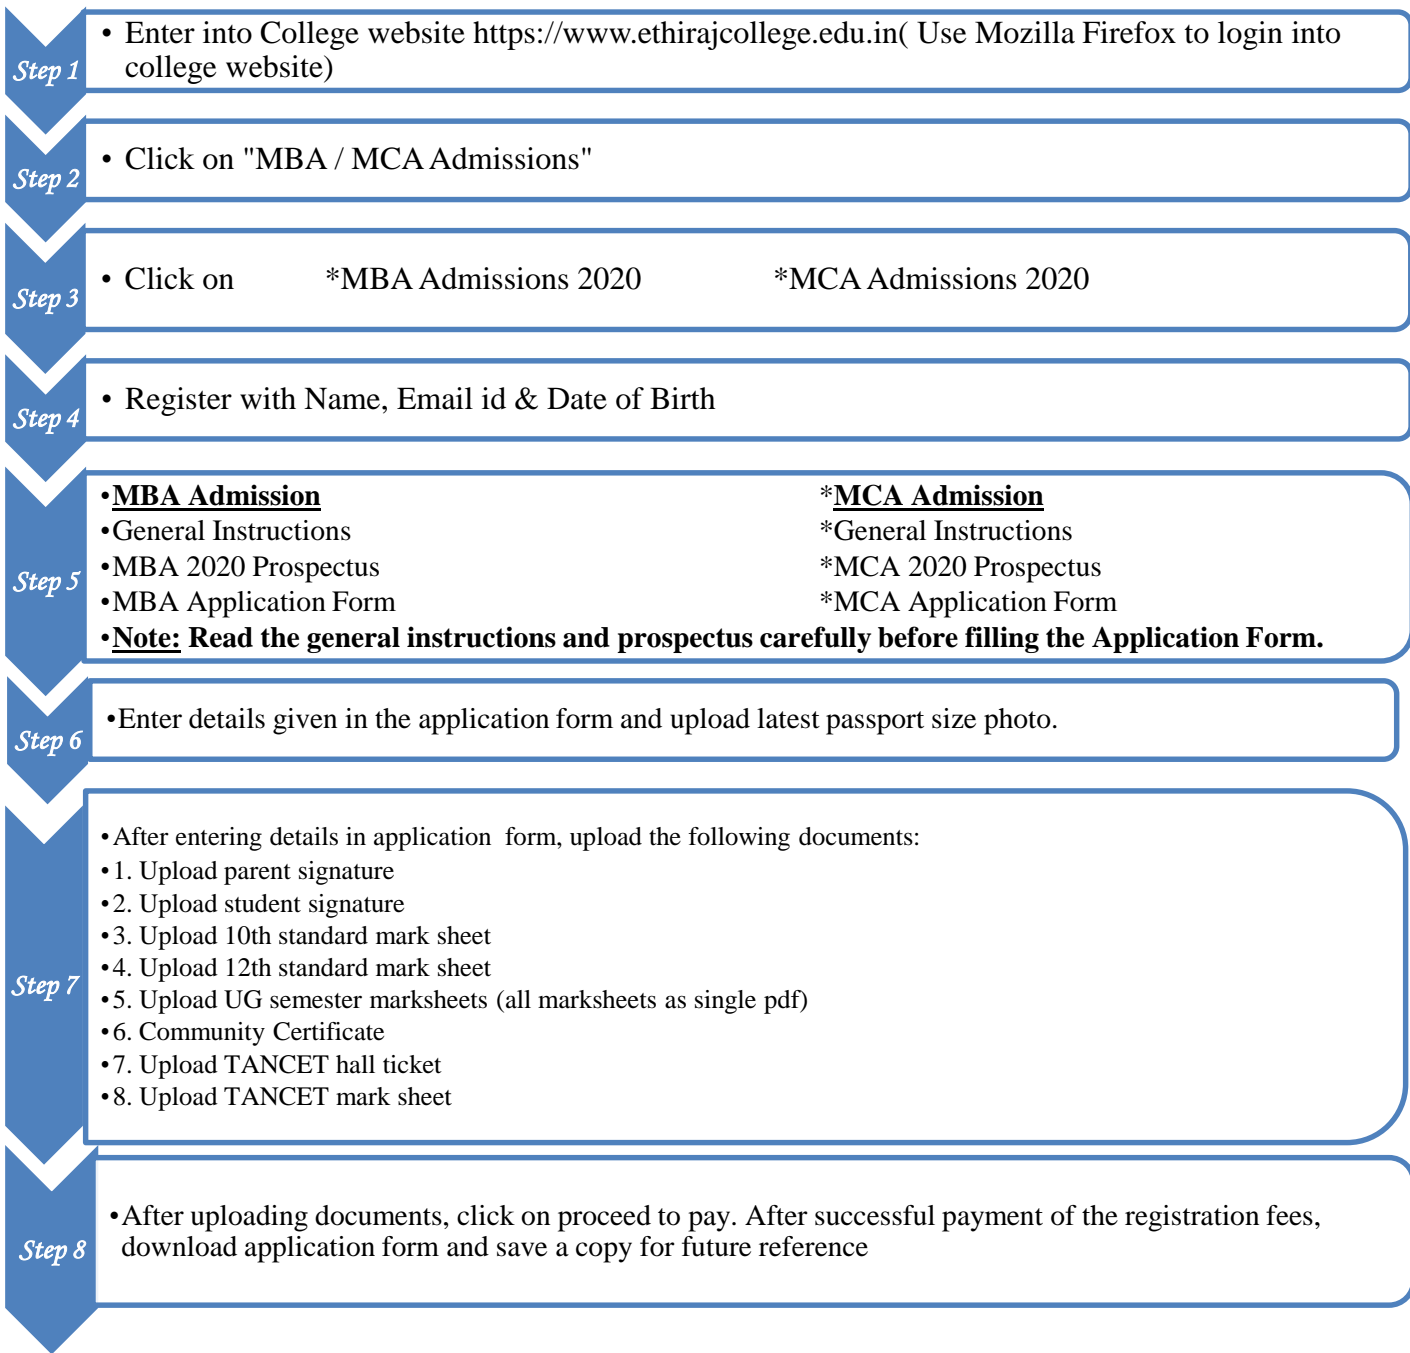 Step 1
• Enter into College website https://www.ethirajcollege.edu.in( Use Mozilla Firefox to login into
college website)
Step 2
• Click on "MBA / MCA Admissions"
Step 3
• Click on *MBA Admissions 2020 *MCA Admissions 2020
Step 4
• Register with Name, Email id & Date of Birth
Step 5
•MBA Admission *MCA Admission
•General Instructions *General Instructions
•MBA 2020 Prospectus *MCA 2020 Prospectus
•MBA Application Form *MCA Application Form
•Note: Read the general instructions and prospectus carefully before filling the Application Form.
Step 6
•Enter details given in the application form and upload latest passport size photo.
Step 7
•After entering details in application form, upload the following documents:
•1. Upload parent signature
•2. Upload student signature
•3. Upload 10th standard mark sheet
•4. Upload 12th standard mark sheet
•5. Upload UG semester marksheets (all marksheets as single pdf)
•6. Community Certificate
•7. Upload TANCET hall ticket
•8. Upload TANCET mark sheet
Step 8
•After uploading documents, click on proceed to pay. After successful payment of the registration fees,
download application form and save a copy for future reference